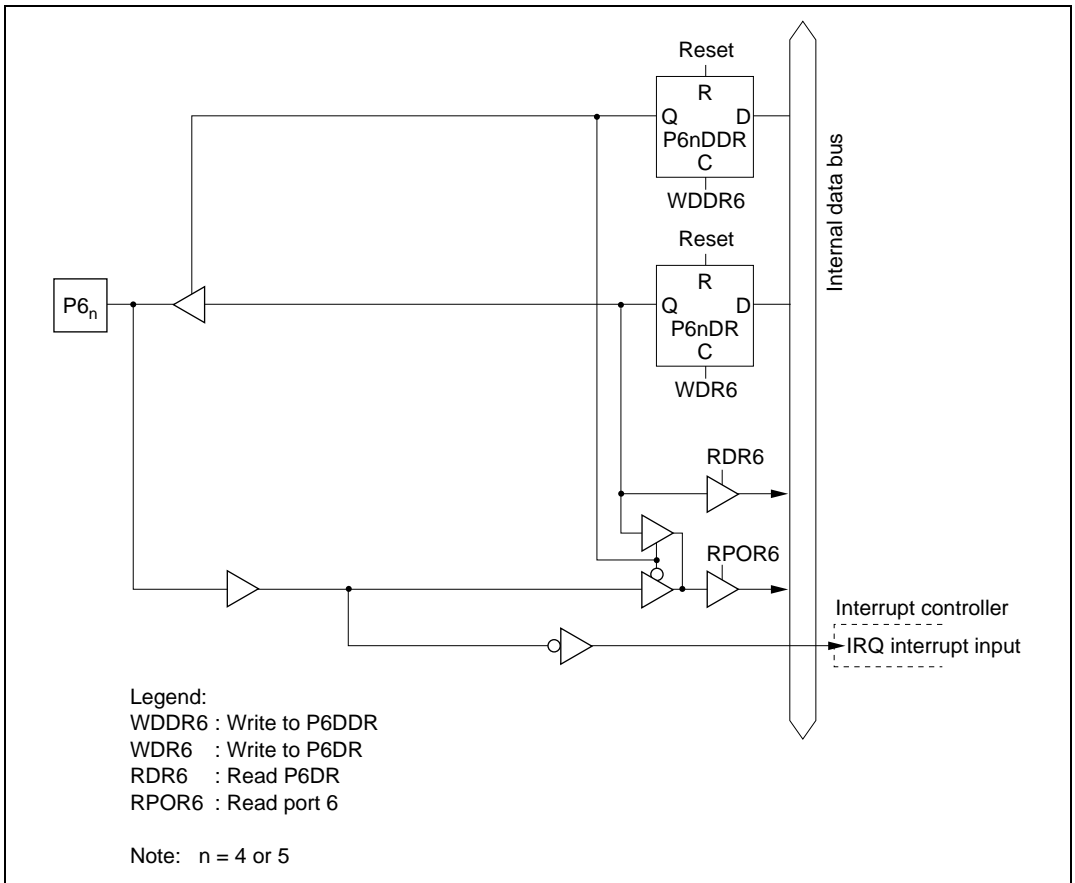 Reset
R
Q D
P6nDDR
C
WDDR6
Internal data bus
Reset
R
P6n
Q D
P6nDR
C
WDR6
RDR6
RPOR6
Interrupt controller
IRQ interrupt input
Legend:
WDDR6 : Write to P6DDR
WDR6 : Write to P6DR
RDR6 : Read P6DR
RPOR6 : Read port 6
Note: n = 4 or 5